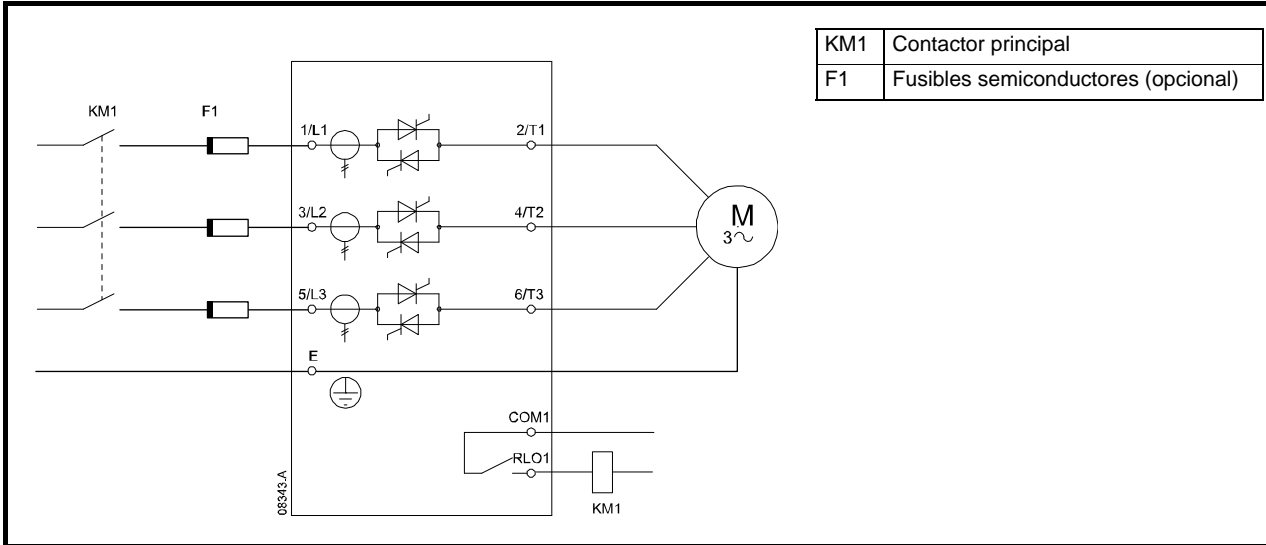 KM1 Contactor principal
F1 Fusibles semiconductores (opcional)
KM1 F1
1/L1 2/T1
3/L2 4/T2
M
3~
5/L3 6/T3
E
COM1
RLO1
KM1
08343.A